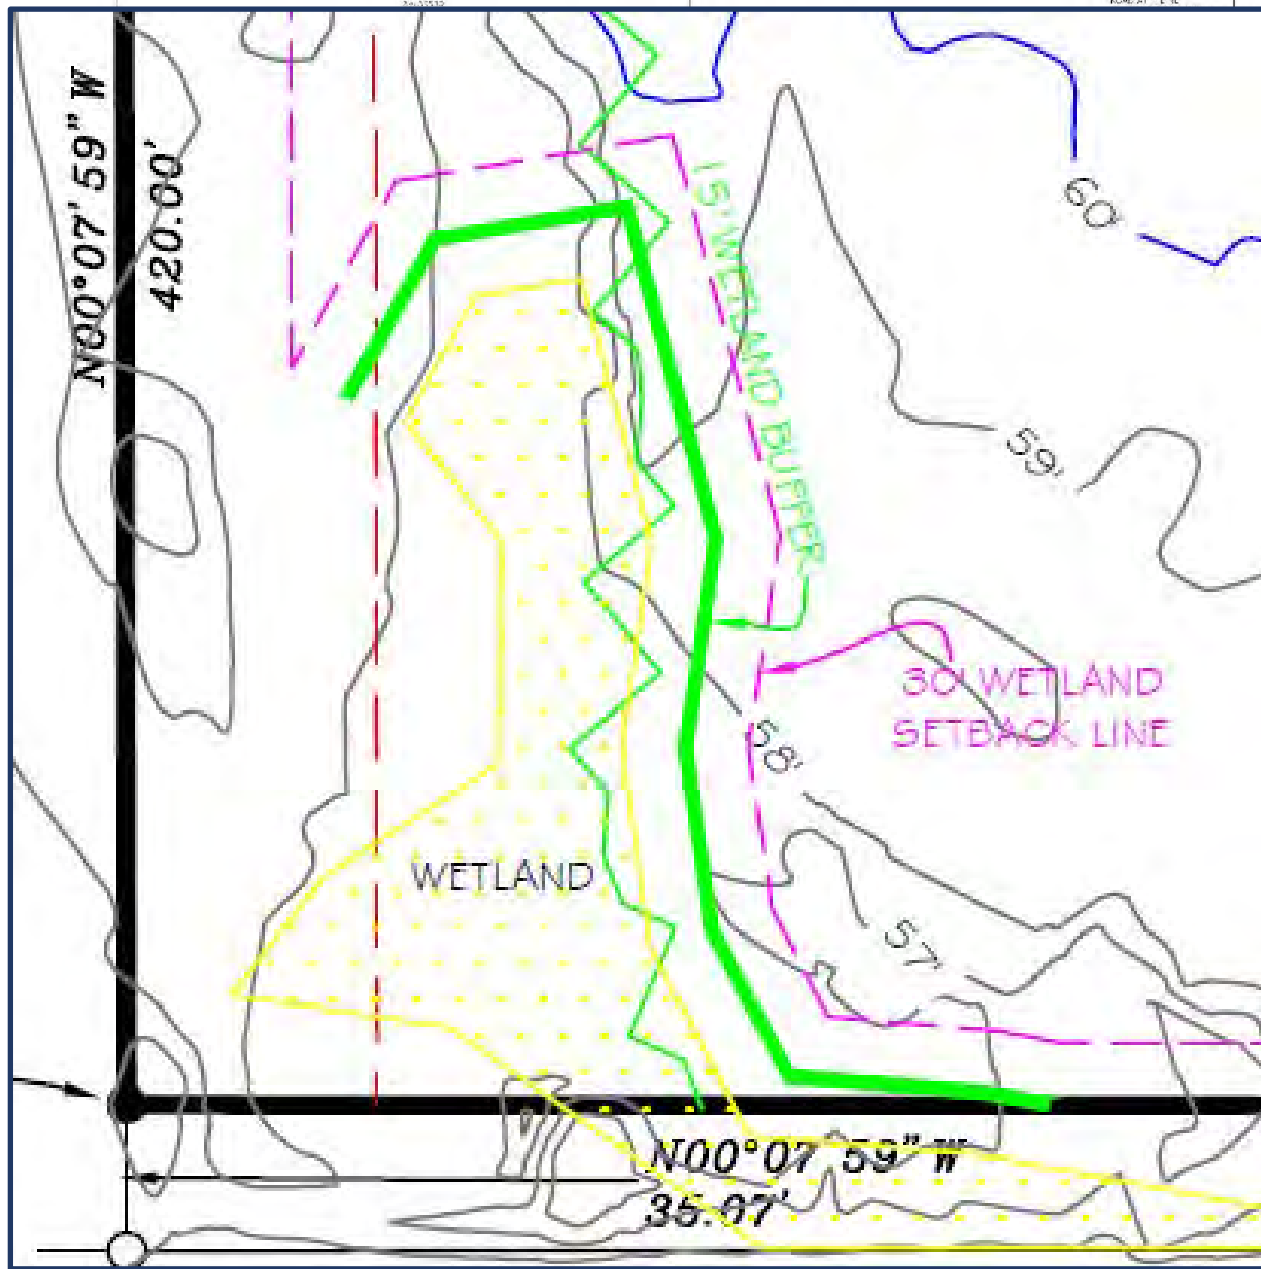 N00°07' 59" W
420.00'
15' WETLAND BUFFER
60'
59'
30' WETLAND
SETBACK LINE
58'
WETLAND
57'
N00°07' 59" W
35.07'